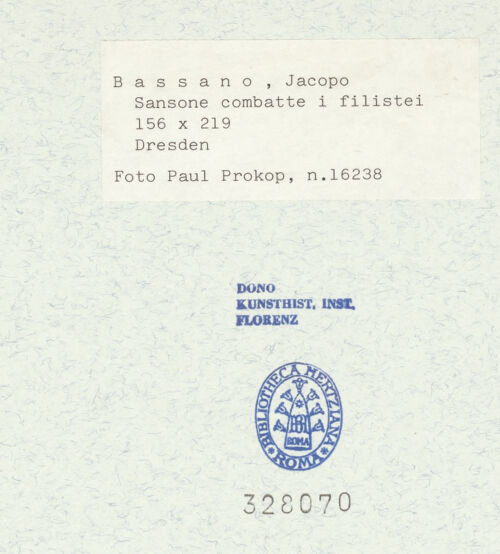 B a s s a n o , Jacopo
Sansone combatte i filistei
156 x 219
Dresden
Foto Paul Prokop, n.16238
DONO
KUNSTHIST. INST.
FLORENZ
BIBLIOTHECA HERTZIANA
ROMA
ROMA
328070